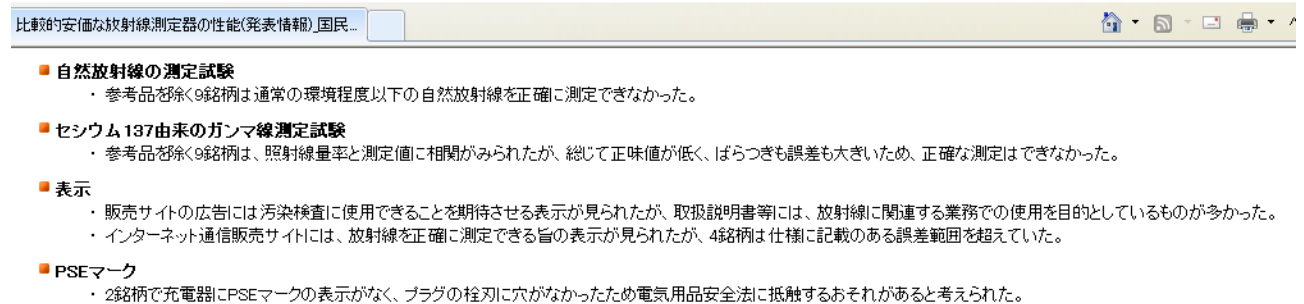 比較的安価な放射線測定器の性能(発表情報)_国民...
自然放射線の測定試験
・ 参考品を除く9銘柄は通常の環境程度以下の自然放射線を正確に測定できなかった。
セシウム137由来のガンマ線測定試験
・ 参考品を除く9銘柄は、照射線量率と測定値に相関がみられたが、総じて正味値が低く、ばらつきも誤差も大きいため、正確な測定はできなかった。
表示
・ 販売サイトの広告には汚染検査に使用できることを期待させる表示が見られたが、取扱説明書等には、放射線に関連する業務での使用を目的としているものが多かった。
・ インターネット通信販売サイトには、放射線を正確に測定できる旨の表示が見られたが、4銘柄は仕様に記載のある誤差範囲を超えていた。
PSEマーク
・ 2銘柄で充電器にPSEマークの表示がなく、プラグの栓刃に穴がなかったため電気用品安全法に抵触するおそれがあると考えられた。